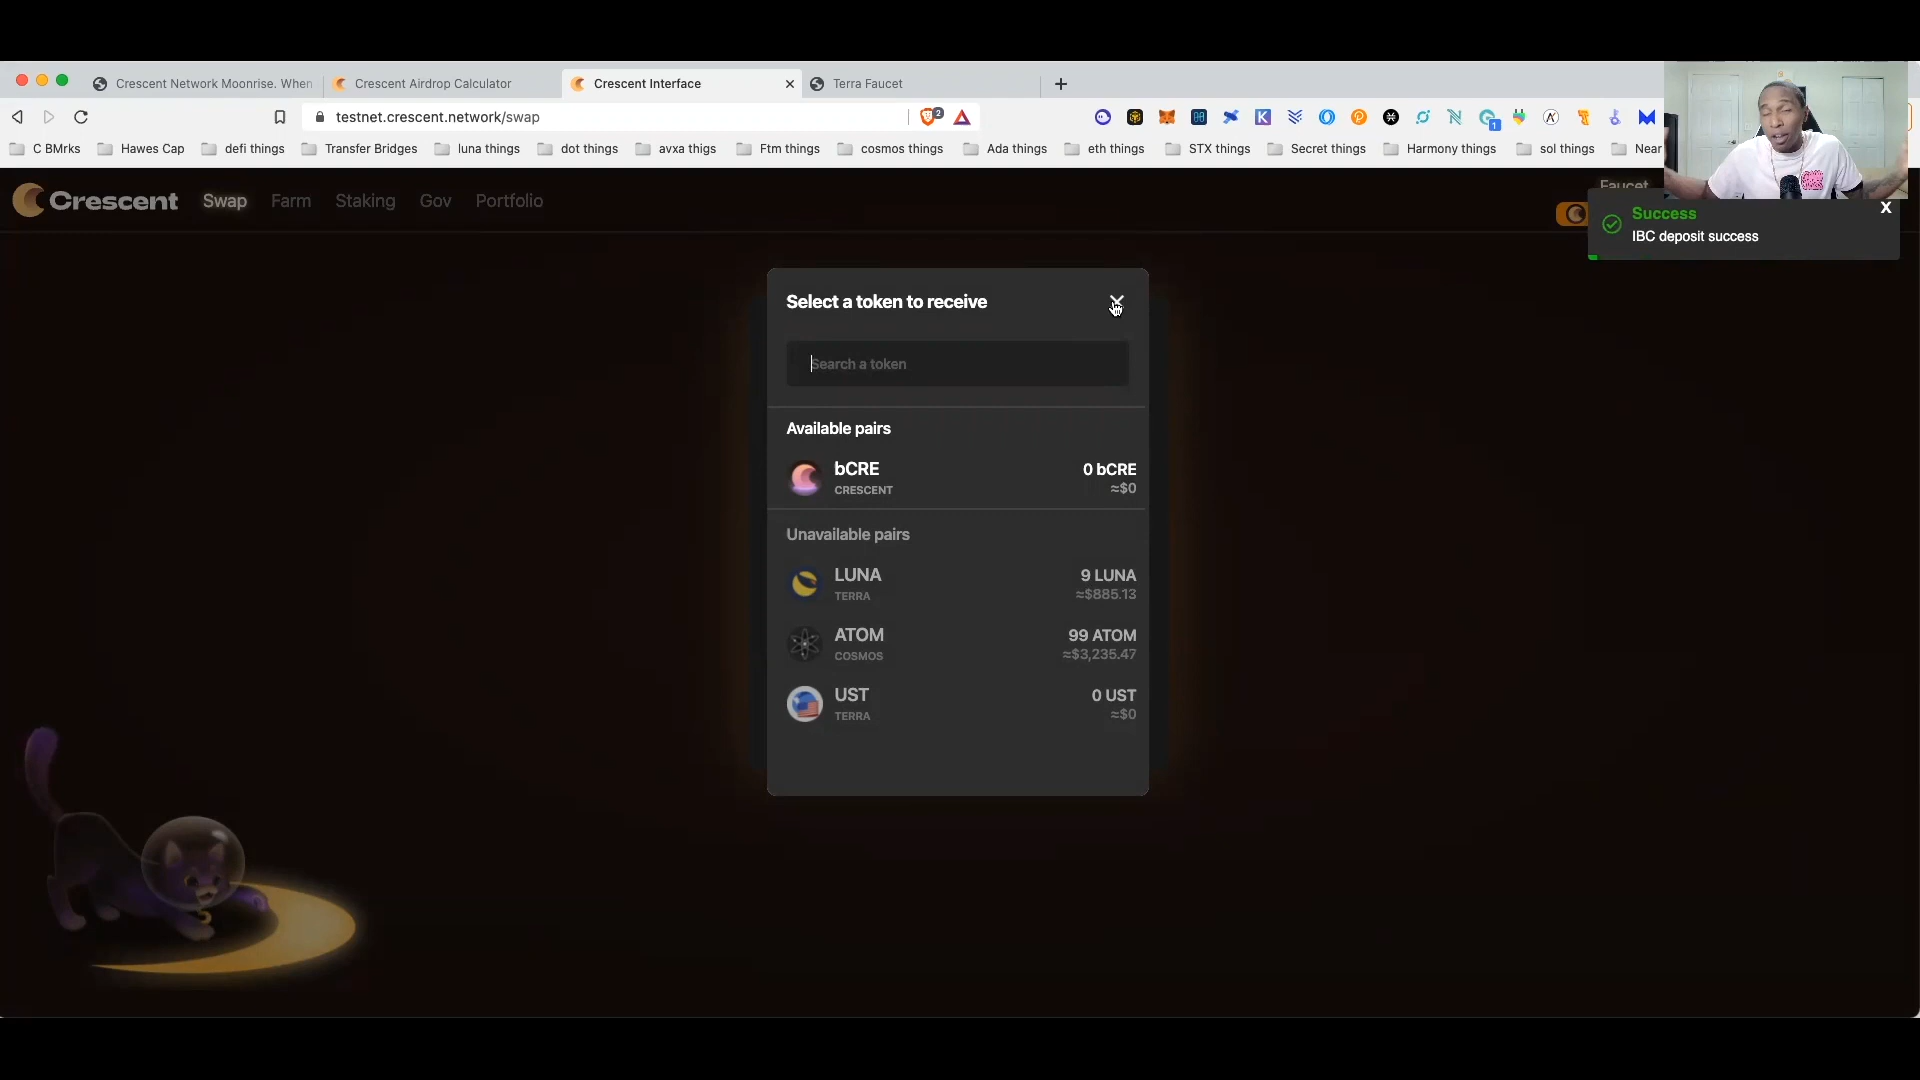 Crescent Network Moonrise. When
Crescent Airdrop Calculator
Crescent Interface
Terra Faucet
testnet.crescent.network/swap
2
1
C BMrks
Hawes Cap
defi things
Transfer Bridges
luna things
dot things
avxa thigs
Ftm things
cosmos things
Ada things
eth things
STX things
Secret things
Harmony things
sol things
Near
Crescent
Swap
Farm
Staking
Gov
Portfolio
Faucet
Success
X
IBC deposit success
Select a token to receive
Search a token
Available pairs
bCRE
0 bCRE
CRESCENT
≈$0
Unavailable pairs
LUNA
9 LUNA
TERRA
≈$885.13
ATOM
99 ATOM
COSMOS
≈$3,235.47
UST
0 UST
TERRA
≈$0